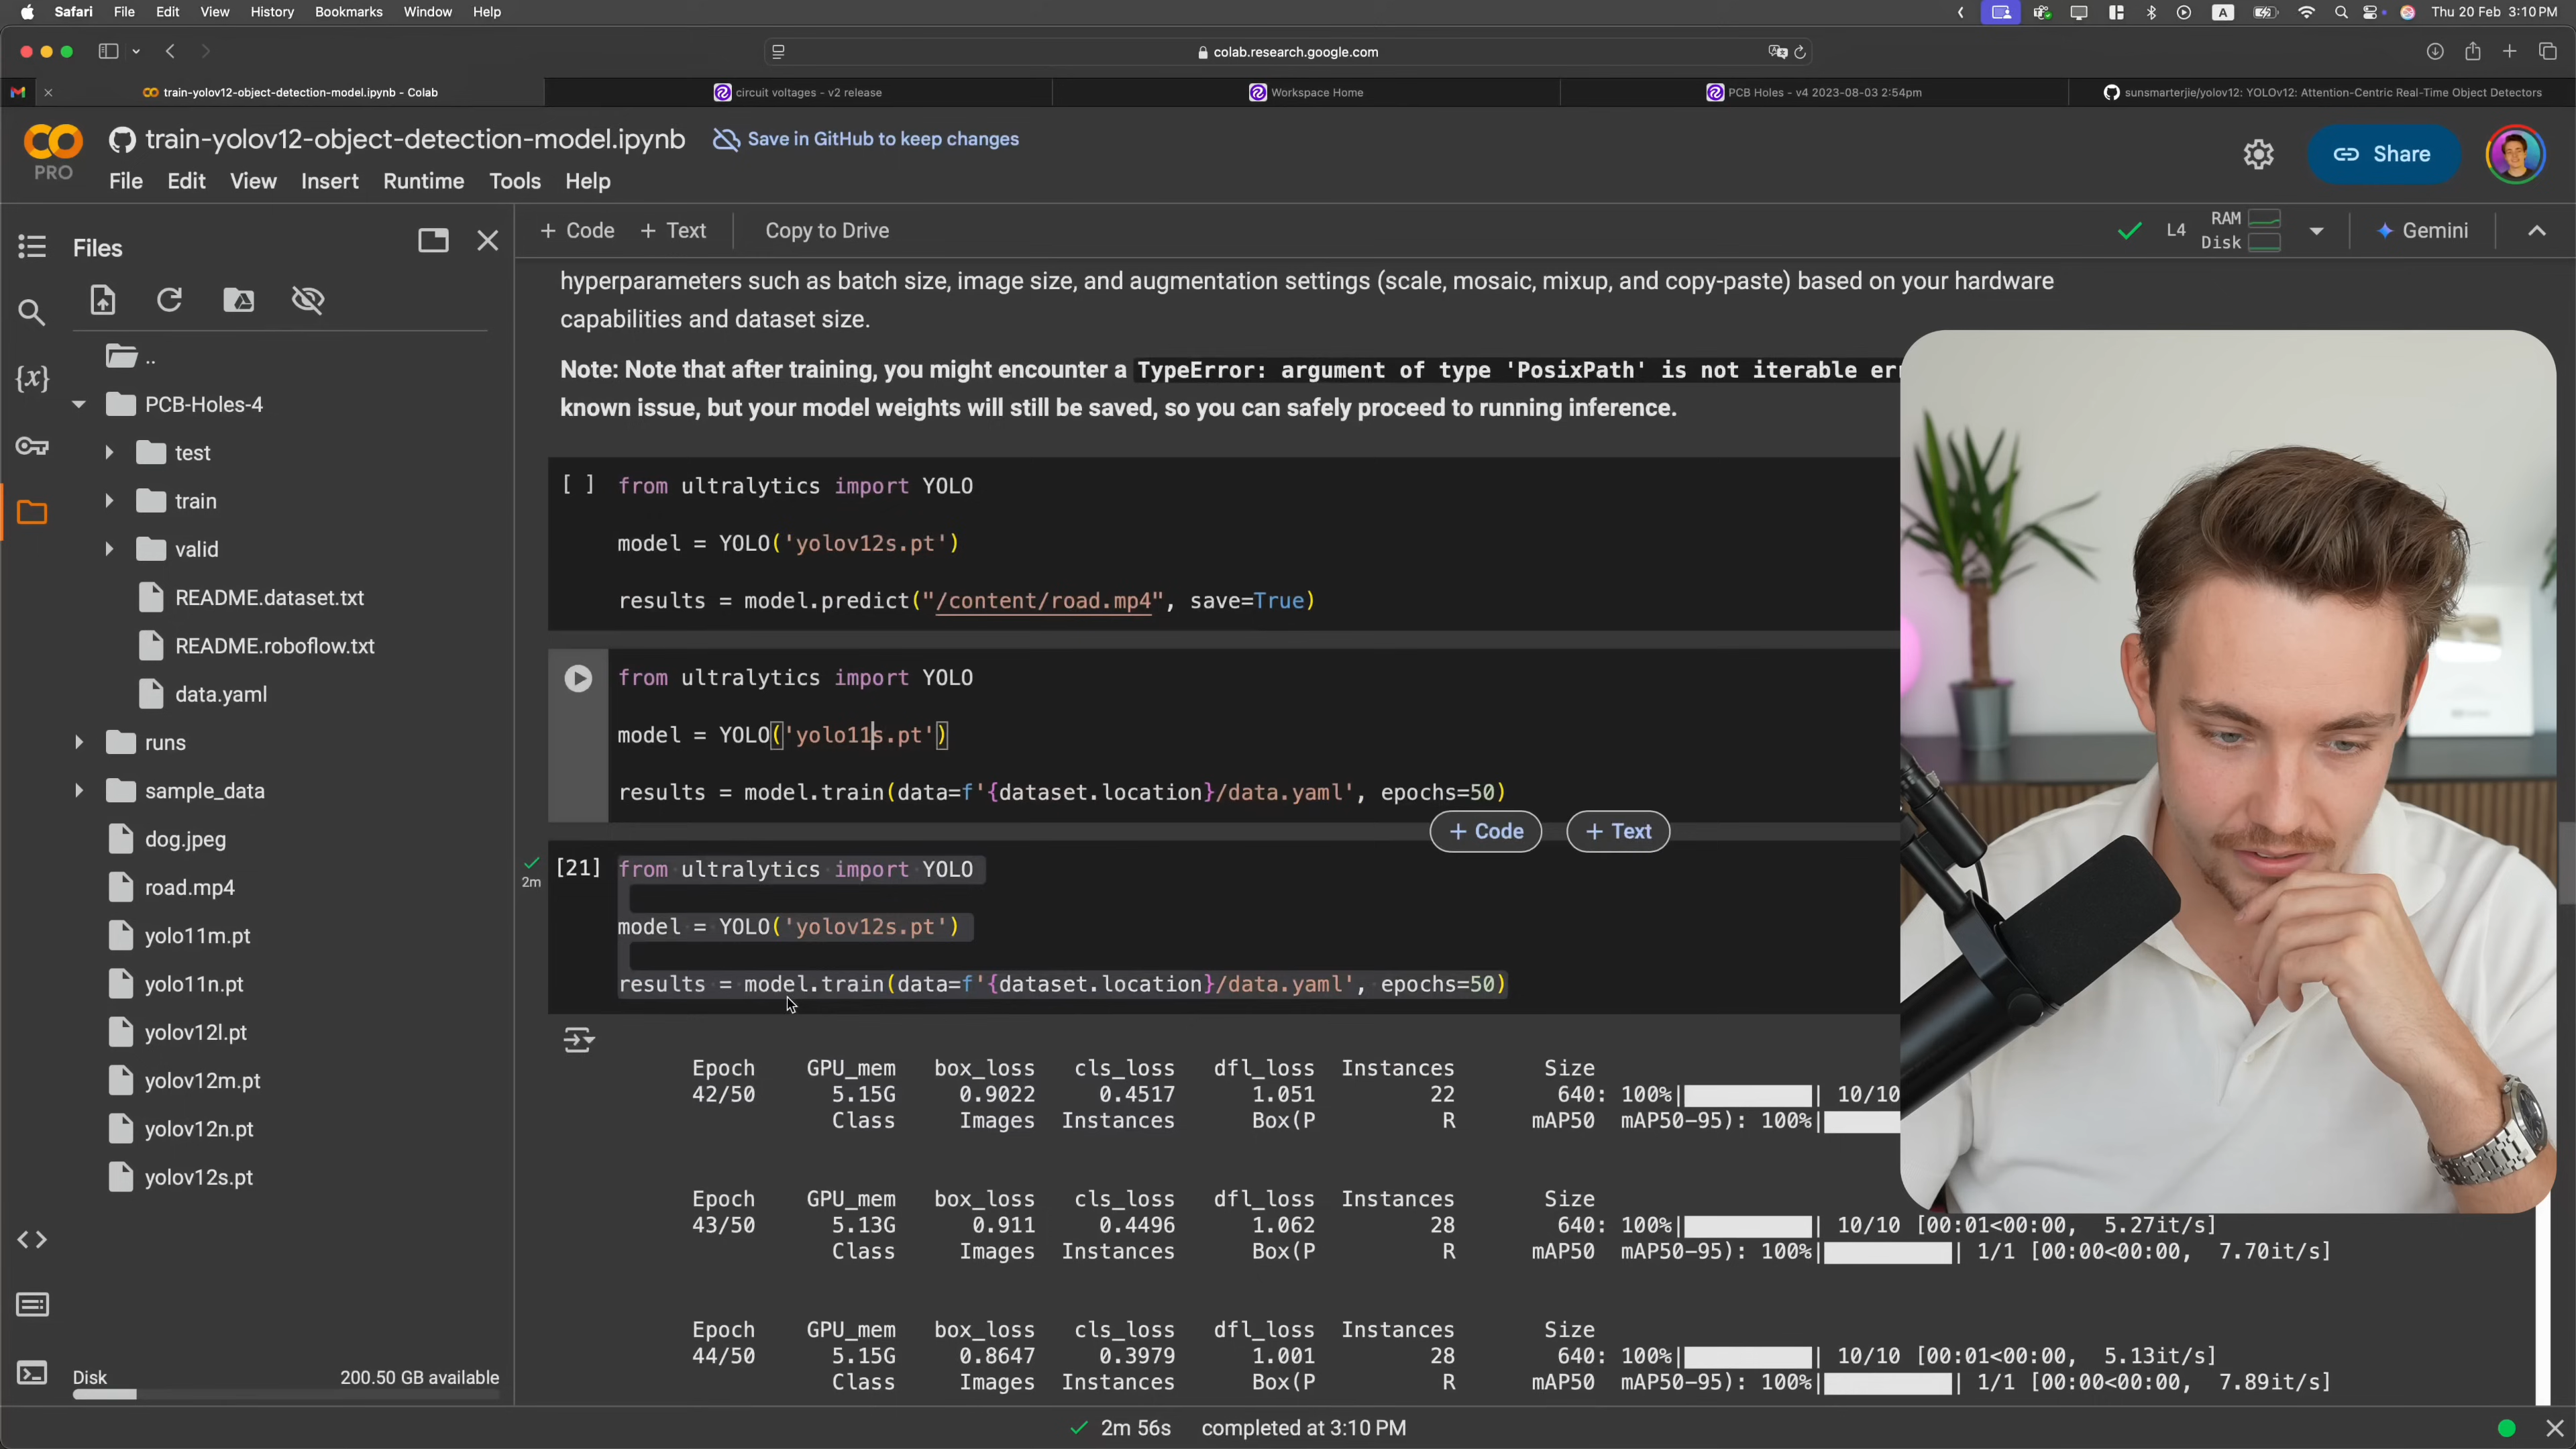 Safari File Edit View History Bookmarks Window Help
Thu 20 Feb 3:10 PM
colab.research.google.com
train-yolov12-object-detection-model.ipynb - Colab
circuit voltages - v2 release
Workspace Home
PCB Holes - v4 2023-08-03 2:54pm
sunsmarterjie/yolov12: YOLOv12: Attention-Centric Real-Time Object Detectors
PRO
train-yolov12-object-detection-model.ipynb
Save in GitHub to keep changes
File Edit View Insert Runtime Tools Help
Share
Files
+ Code + Text Copy to Drive
L4
RAM
Disk
Gemini
..
PCB-Holes-4
test
train
valid
README.dataset.txt
README.roboflow.txt
data.yaml
runs
sample_data
dog.jpeg
road.mp4
yolo11m.pt
yolo11n.pt
yolov12l.pt
yolov12m.pt
yolov12n.pt
yolov12s.pt
Disk 200.50 GB available
hyperparameters such as batch size, image size, and augmentation settings (scale, mosaic, mixup, and copy-paste) based on your hardware
capabilities and dataset size.
Note: Note that after training, you might encounter a TypeError: argument of type 'PosixPath' is not iterable err
known issue, but your model weights will still be saved, so you can safely proceed to running inference.
[ ] from ultralytics import YOLO
model = YOLO('yolov12s.pt')
results = model.predict("/content/road.mp4", save=True)
from ultralytics import YOLO
model = YOLO('yolo11s.pt')
results = model.train(data=f'{dataset.location}/data.yaml', epochs=50)
+ Code + Text
2m
[21] from ultralytics import YOLO
model = YOLO('yolov12s.pt')
results = model.train(data=f'{dataset.location}/data.yaml', epochs=50)
Epoch GPU_mem box_loss cls_loss dfl_loss Instances Size
42/50 5.15G 0.9022 0.4517 1.051 22 640: 100%| | 10/10
Class Images Instances Box(P R mAP50 mAP50-95): 100%|
Epoch GPU_mem box_loss cls_loss dfl_loss Instances Size
43/50 5.13G 0.911 0.4496 1.062 28 640: 100%| | 10/10 [00:01<00:00, 5.27it/s]
Class Images Instances Box(P R mAP50 mAP50-95): 100%| | 1/1 [00:00<00:00, 7.70it/s]
Epoch GPU_mem box_loss cls_loss dfl_loss Instances Size
44/50 5.15G 0.8647 0.3979 1.001 28 640: 100%| | 10/10 [00:01<00:00, 5.13it/s]
Class Images Instances Box(P R mAP50 mAP50-95): 100%| | 1/1 [00:00<00:00, 7.89it/s]
2m 56s completed at 3:10 PM